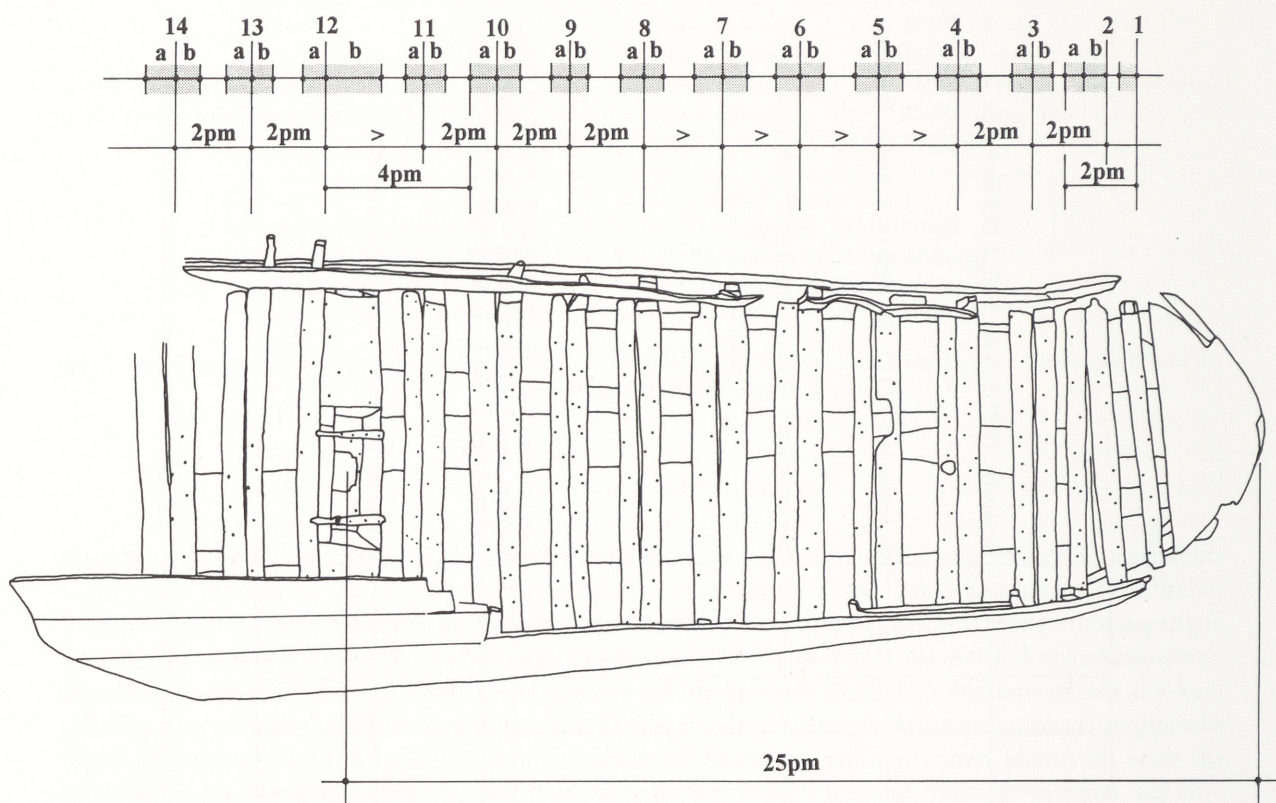 14 13 12 11 10 9 8 7 6 5 4 3 2 1
a b a b a b a b a b a b a b a b a b a b a b a b a b
2pm 2pm > 2pm 2pm 2pm > > > > 2pm 2pm
4pm 2pm
25pm